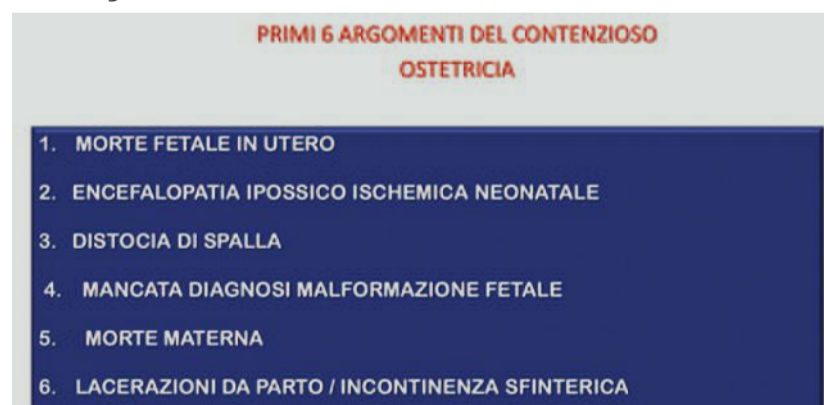 PRIMI 6 ARGOMENTI DEL CONTENZIOSO
OSTETRICIA
1. MORTE FETALE IN UTERO
2. ENCEFALOPATIA IPOSSICO ISCHEMICA NEONATALE
3. DISTOCIA DI SPALLA
4. MANCATA DIAGNOSI MALFORMAZIONE FETALE
5. MORTE MATERNA
6. LACERAZIONI DA PARTO / INCONTINENZA SFINTERICA